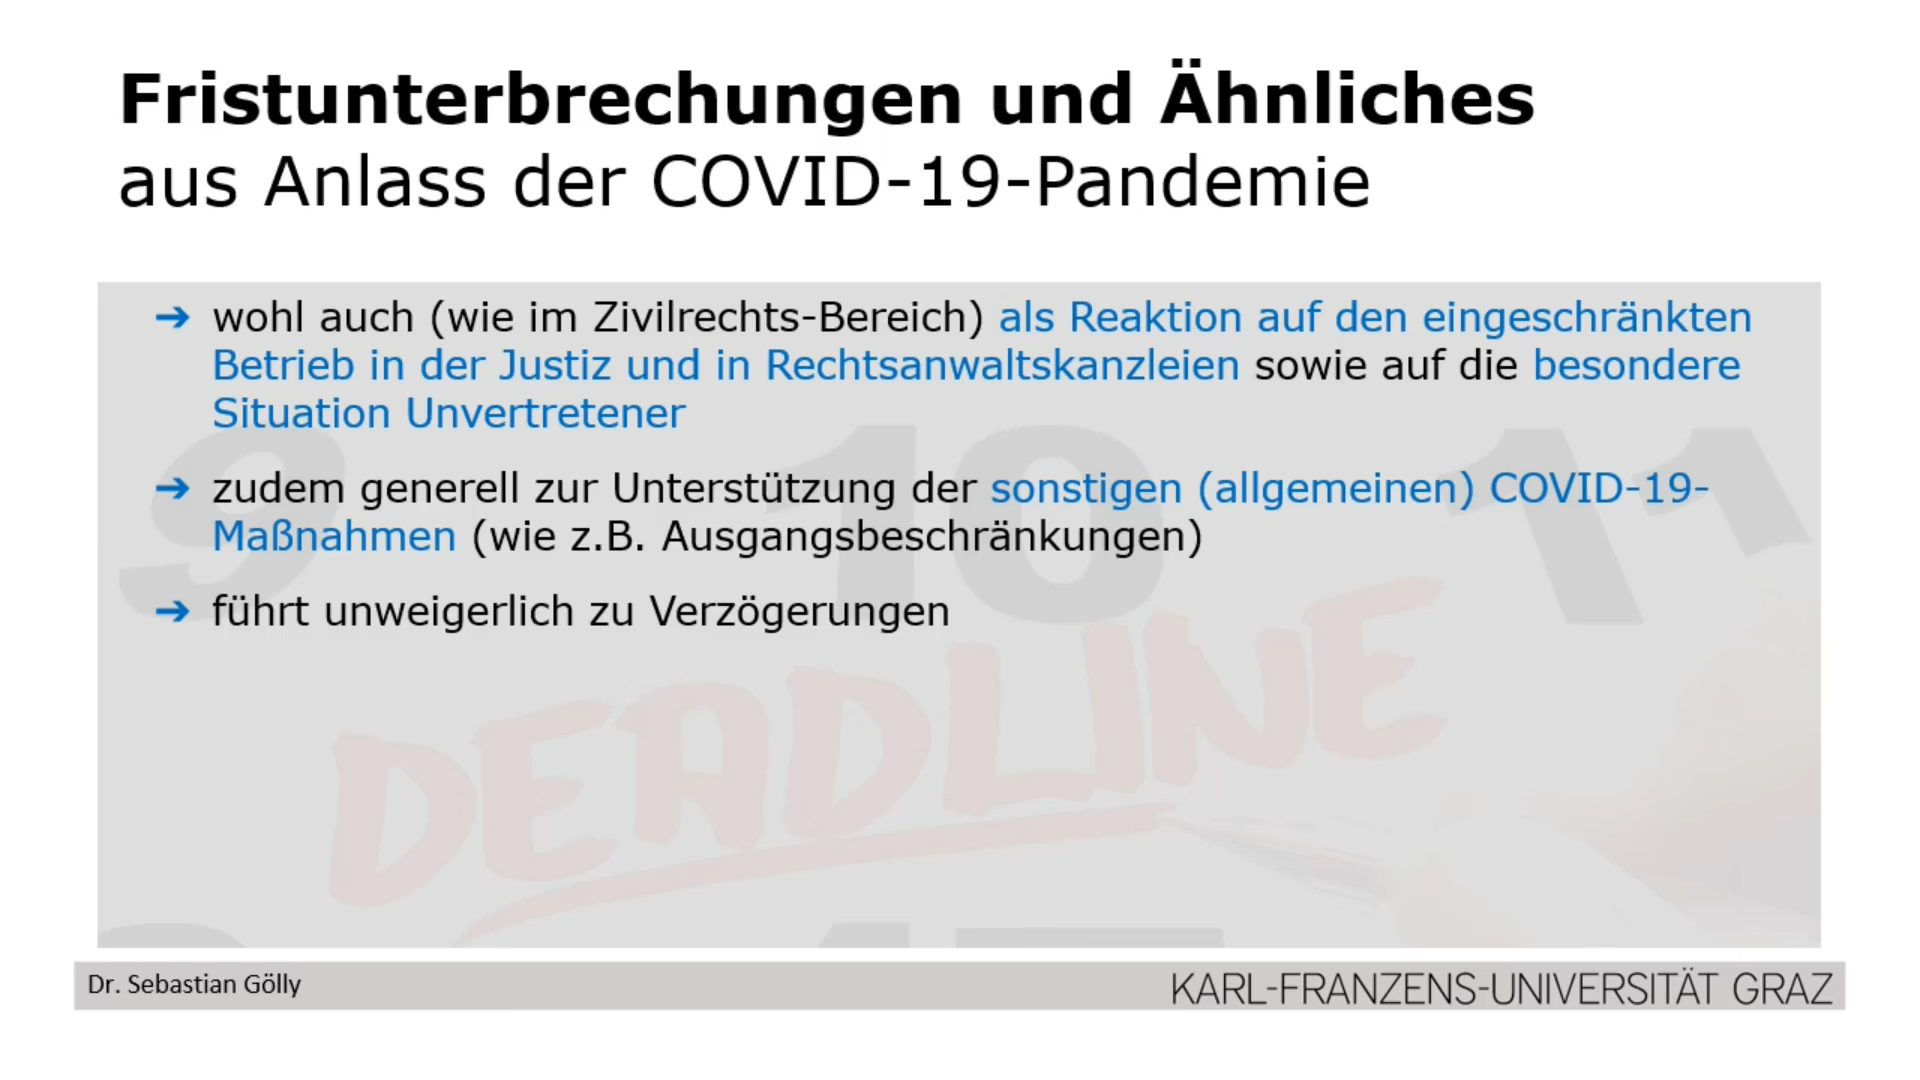 Fristunterbrechungen und Ähnliches
aus Anlass der COVID-19-Pandemie
➔ wohl auch (wie im Zivilrechts-Bereich) als Reaktion auf den eingeschränkten
Betrieb in der Justiz und in Rechtsanwaltskanzleien sowie auf die besondere
Situation Unvertretener
➔ zudem generell zur Unterstützung der sonstigen (allgemeinen) COVID-19-
Maßnahmen (wie z.B. Ausgangsbeschränkungen)
➔ führt unweigerlich zu Verzögerungen
9 10 11
DEADLINE
Dr. Sebastian Gölly
KARL-FRANZENS-UNIVERSITÄT GRAZ